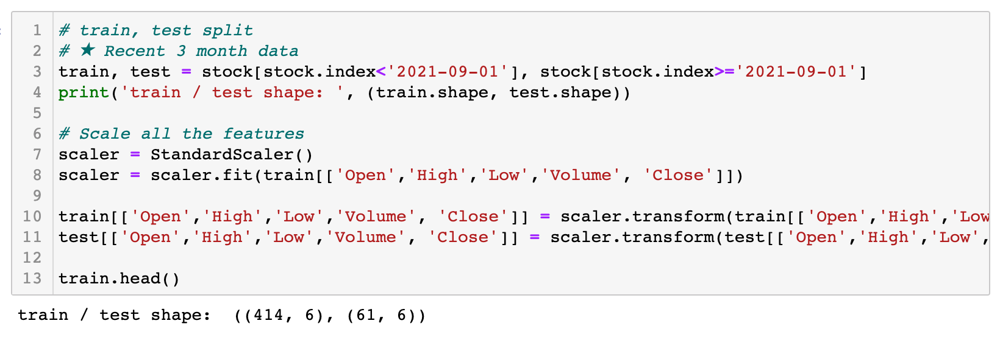 1 # train, test split
2 # ★ Recent 3 month data
3 train, test = stock[stock.index<'2021-09-01'], stock[stock.index>='2021-09-01']
4 print('train / test shape: ', (train.shape, test.shape))
5
6 # Scale all the features
7 scaler = StandardScaler()
8 scaler = scaler.fit(train[['Open','High','Low','Volume', 'Close']])
9
10 train[['Open','High','Low','Volume', 'Close']] = scaler.transform(train[['Open','High','Low
11 test[['Open','High','Low','Volume', 'Close']] = scaler.transform(test[['Open','High','Low',
12
13 train.head()
train / test shape:  ((414, 6), (61, 6))